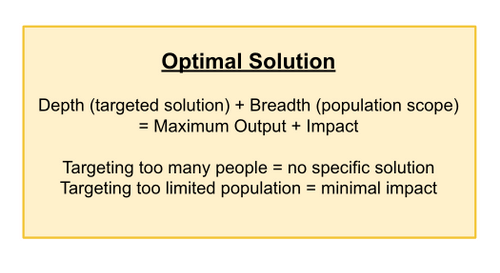 Optimal Solution
Depth (targeted solution) + Breadth (population scope)
= Maximum Output + Impact
Targeting too many people = no specific solution
Targeting too limited population = minimal impact